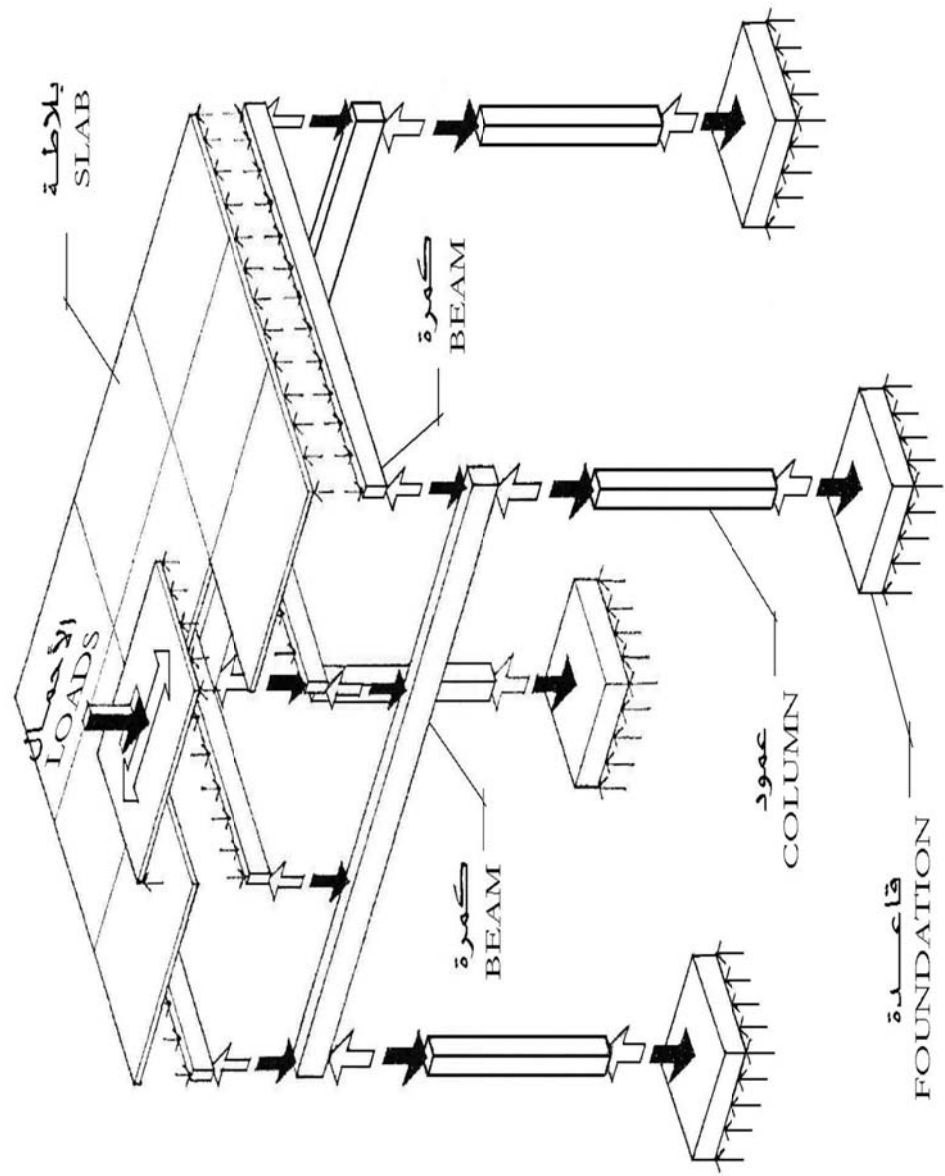 بلاطة
SLAB
الأحمال
LOADS
كمرة
BEAM
كمرة
BEAM
عمود
COLUMN
قاعدة
FOUNDATION